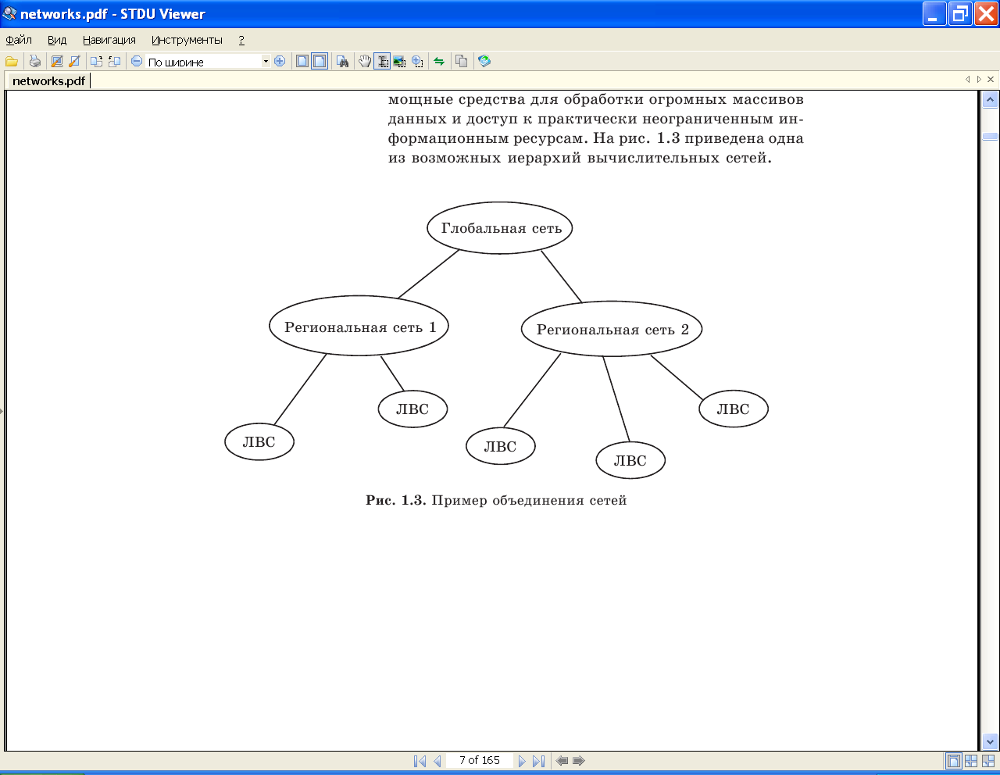 networks.pdf - STDU Viewer
Файл Вид Навигация Инструменты ?
По ширине
networks.pdf
мощные средства для обработки огромных массивов
данных и доступ к практически неограниченным ин-
формационным ресурсам. На рис. 1.3 приведена одна
из возможных иерархий вычислительных сетей.
Глобальная сеть
Региональная сеть 1
Региональная сеть 2
ЛВС
ЛВС
ЛВС
ЛВС
ЛВС
Рис. 1.3. Пример объединения сетей
7 of 165